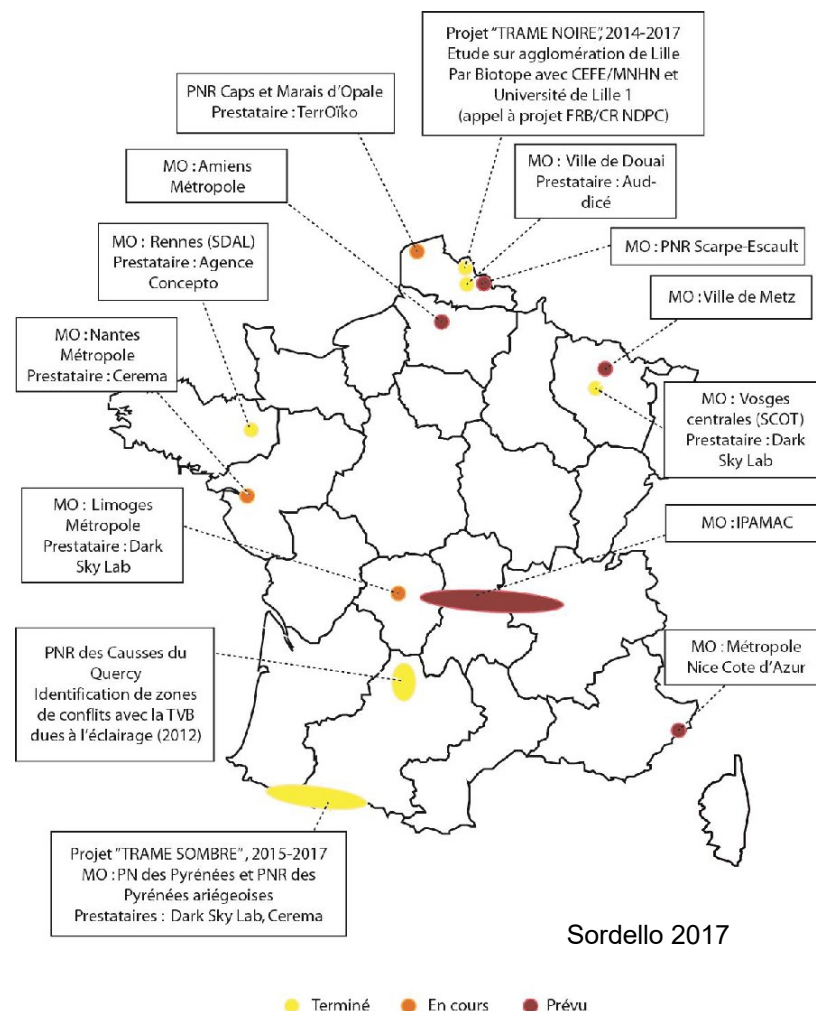 Projet "TRAME NOIRE", 2014-2017
Etude sur agglomération de Lille
Par Biotope avec CEFE/MNHN et
Université de Lille 1
(appel à projet FRB/CR NDPC)
PNR Caps et Marais d'Opale
Prestataire : TerrOïko
MO : Ville de Douai
Prestataire : Aud-
dicé
MO : Amiens
Métropole
MO : Rennes (SDAL)
Prestataire : Agence
Concepto
MO : PNR Scarpe-Escault
MO : Ville de Metz
MO : Nantes
Métropole
Prestataire : Cerema
MO : Vosges
centrales (SCOT)
Prestataire : Dark
Sky Lab
MO : Limoges
Métropole
Prestataire : Dark
Sky Lab
MO : IPAMAC
PNR des Causses du
Quercy
Identification de zones
de conflits avec la TVB
dues à l'éclairage (2012)
MO : Métropole
Nice Cote d'Azur
Projet "TRAME SOMBRE", 2015-2017
MO : PN des Pyrénées et PNR des
Pyrénées ariégeoises
Prestataires : Dark Sky Lab, Cerema
Sordello 2017
Terminé
En cours
Prévu